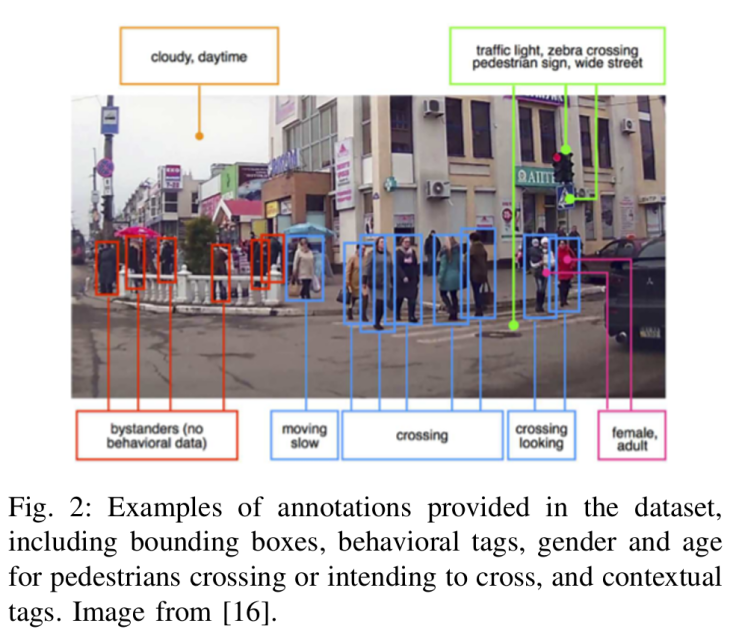 cloudy, daytime
traffic light, zebra crossing
pedestrian sign, wide street
bystanders (no
behavioral data)
moving
slow
crossing
crossing
looking
female,
adult
Fig. 2: Examples of annotations provided in the dataset,
including bounding boxes, behavioral tags, gender and age
for pedestrians crossing or intending to cross, and contextual
tags. Image from [16].